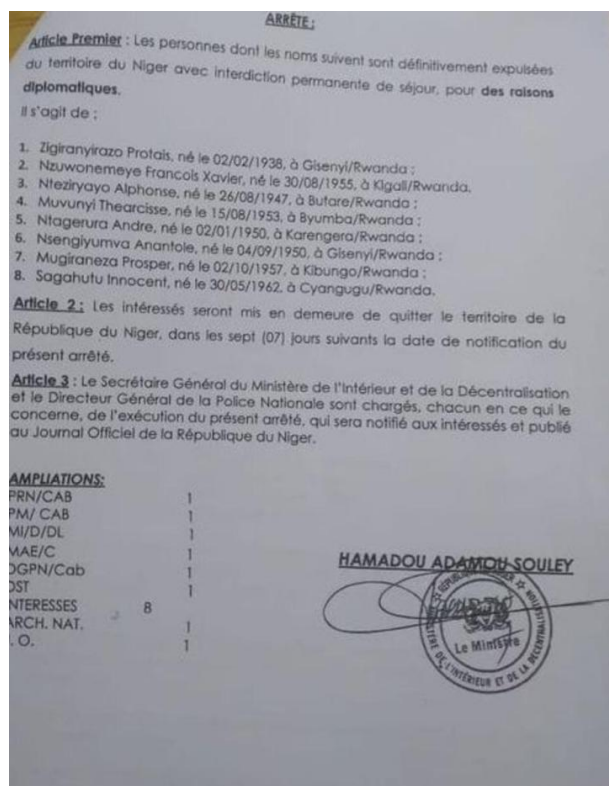 ARRÊTE :
Article Premier : Les personnes dont les noms suivent sont définitivement expulsées
du territoire du Niger avec interdiction permanente de séjour, pour des raisons
diplomatiques.
Il s'agit de :
1. Zigiranyirazo Protais, né le 02/02/1938, à Gisenyi/Rwanda ;
2. Nzuwonemeye Francois Xavier, né le 30/08/1955, à Kigali/Rwanda.
3. Nteziryayo Alphonse, né le 26/08/1947, à Butare/Rwanda ;
4. Muvunyi Thearcisse, né le 15/08/1953, à Byumba/Rwanda ;
5. Ntagerura Andre, né le 02/01/1950, à Karengera/Rwanda ;
6. Nsengiyumva Anantole, né le 04/09/1950, à Gisenyi/Rwanda ;
7. Mugiraneza Prosper, né le 02/10/1957, à Kibungo/Rwanda ;
8. Sagahutu Innocent, né le 30/05/1962, à Cyangugu/Rwanda.
Article 2 : Les intéressés seront mis en demeure de quitter le territoire de la
République du Niger, dans les sept (07) jours suivants la date de notification du
présent arrêté.
Article 3 : Le Secrétaire Général du Ministère de l'Intérieur et de la Décentralisation
et le Directeur Général de la Police Nationale sont chargés, chacun en ce qui le
concerne, de l'exécution du présent arrêté, qui sera notifié aux intéressés et publié
au Journal Officiel de la République du Niger.
AMPLIATIONS:
PRN/CAB 1
PM/ CAB 1
MI/D/DL 1
MAE/C 1
DGPN/Cab 1
DST 1
NTERESSES 8
ARCH. NAT. 1
. O. 1
HAMADOU ADAMOU SOULEY
Le Ministre
MINISTÈRE DE L'INTÉRIEUR ET DE LA DÉCENTRALISATION